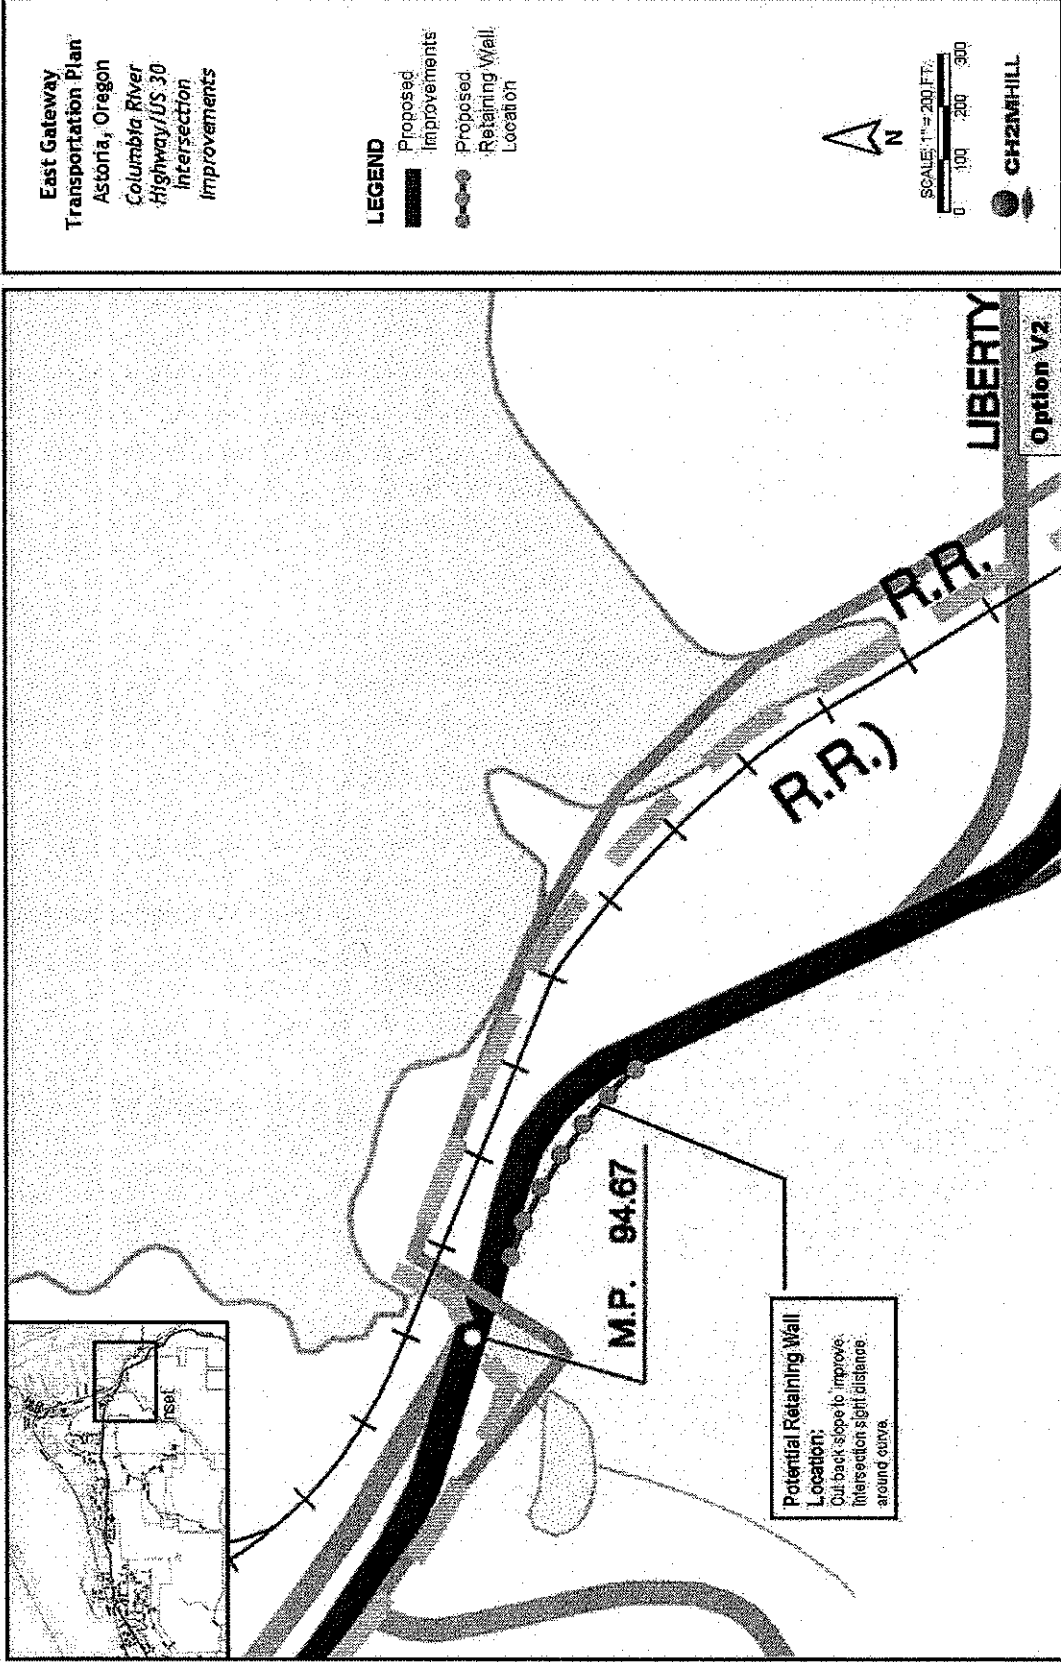 East Gateway
Transportation Plan
Astoria, Oregon
Columbia River
Highway/US 30
Intersection
Improvements
LEGEND
Proposed
Improvements
Proposed
Retaining Wall
Location
N
SCALE: 1" = 200 FT.
0 100 200 300
CH2MHILL
LIBERTY
Option V2
R.R.
R.R.)
M.P. 94.67
Potential Retaining Wall
Location:
Cut back slope to improve
intersection sight distance
around curve.
Inset